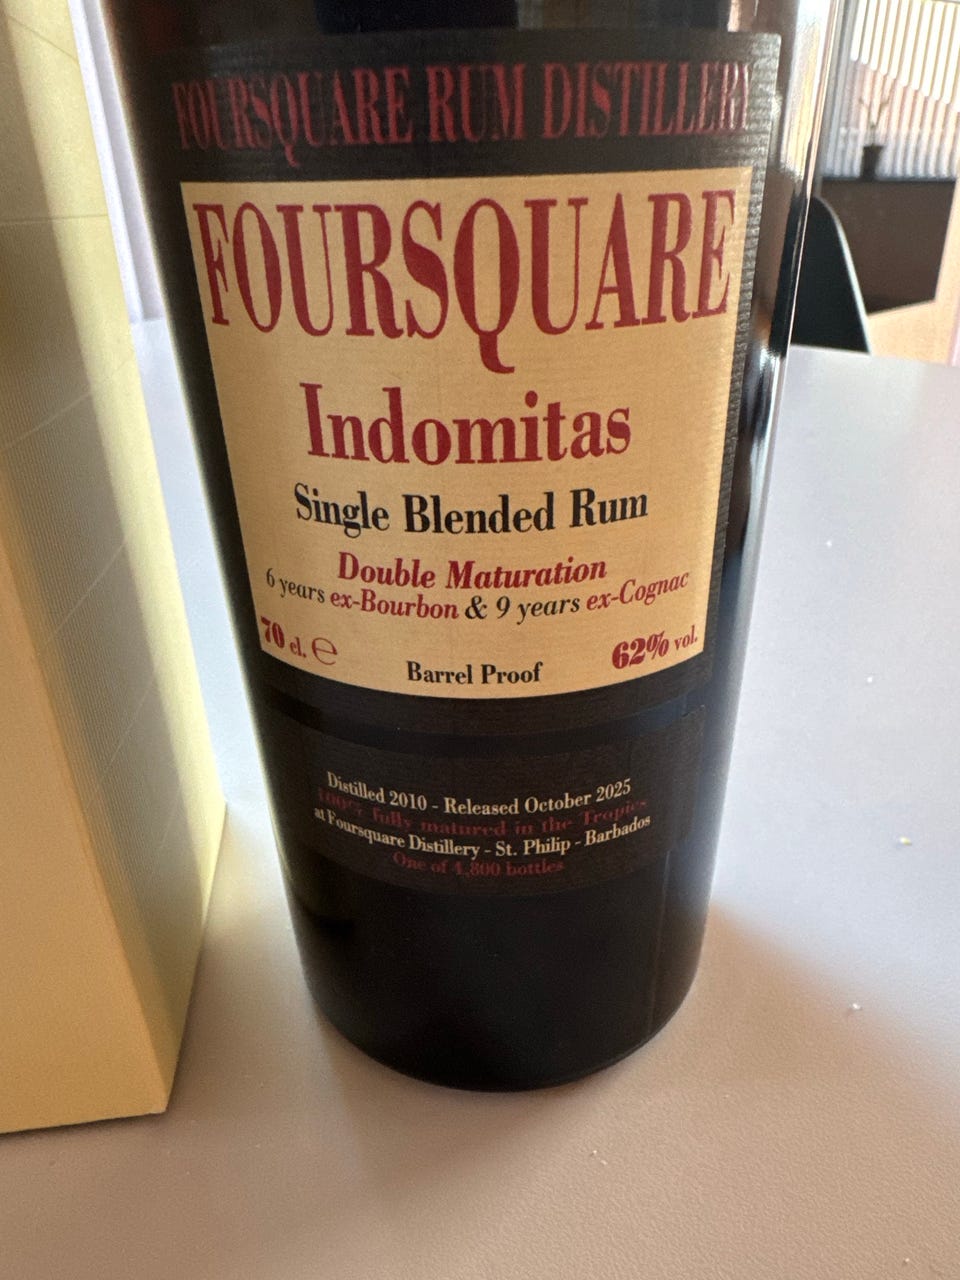 FOURSQUARE RUM DISTILLERY
FOURSQUARE
Indomitas
Single Blended Rum
Double Maturation
6 years ex-Bourbon & 9 years ex-Cognac
70 cl. ℮ 62% vol.
Barrel Proof
Distilled 2010 - Released October 2025
100% fully matured in the Tropics
at Foursquare Distillery - St. Philip - Barbados
One of 4,800 bottles